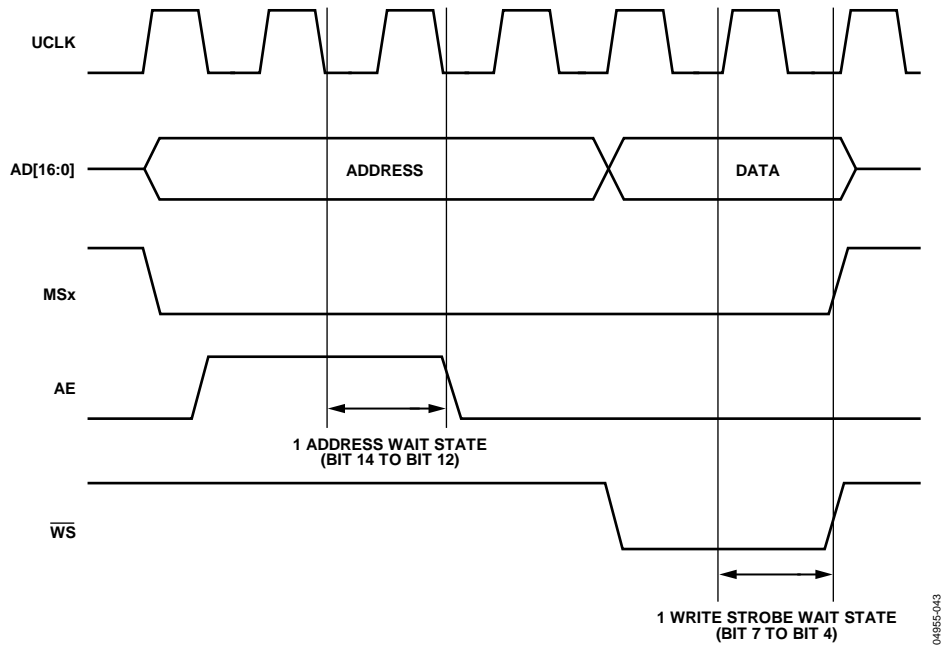 UCLK
AD[16:0]
ADDRESS
DATA
MSx
AE
1 ADDRESS WAIT STATE
(BIT 14 TO BIT 12)
WS
1 WRITE STROBE WAIT STATE
(BIT 7 TO BIT 4)
04955-043